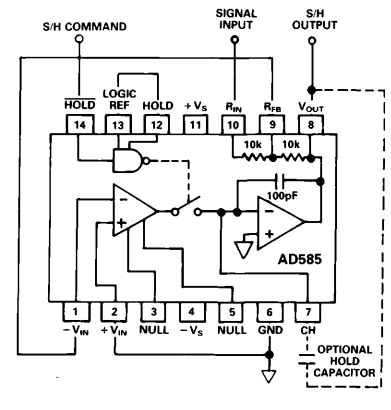 S/H COMMAND
SIGNAL
INPUT
S/H
OUTPUT
HOLD
LOGIC
REF
HOLD
+VS
RIN
RFB
VOUT
14
13
12
11
10
9
8
10k
10k
100pF
−
+
−
+
AD585
1
2
3
4
5
6
7
−VIN
+VIN
NULL
−VS
NULL
GND
CH
OPTIONAL
HOLD
CAPACITOR